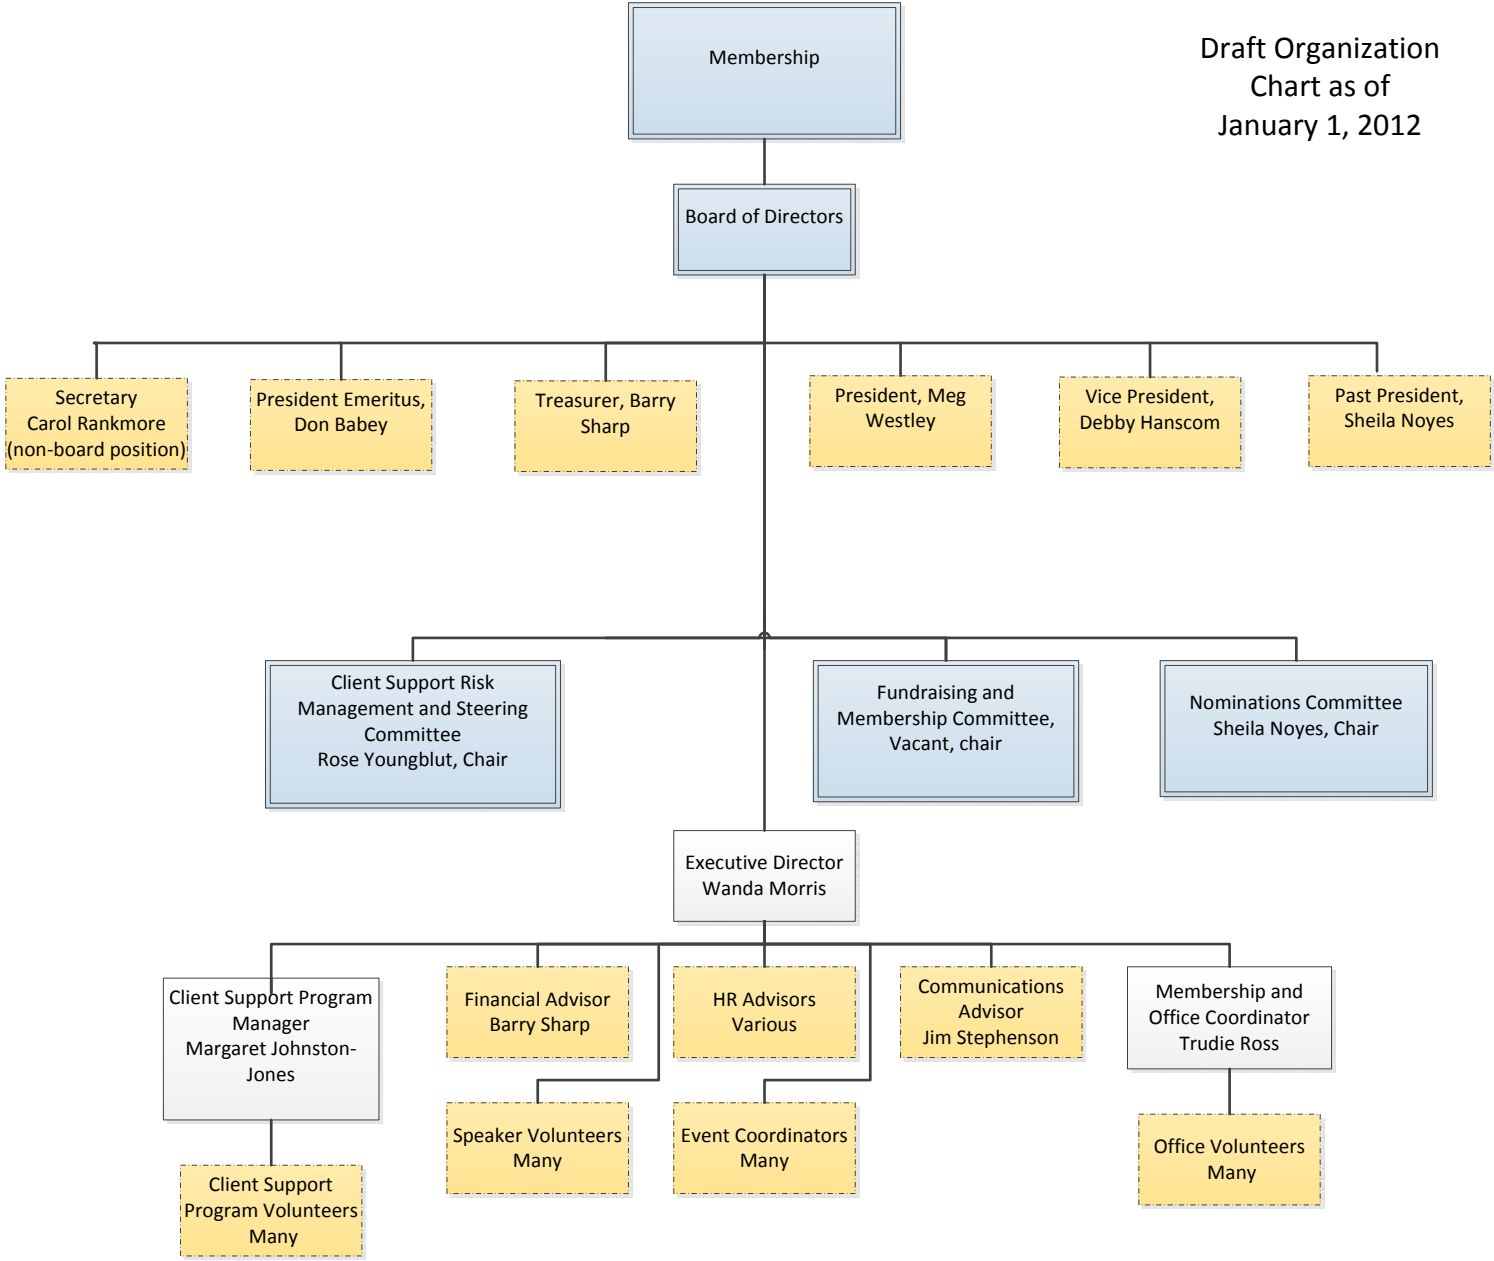 Membership
Draft Organization
Chart as of
January 1, 2012
Board of Directors
Secretary
Carol Rankmore
(non-board position)
President Emeritus,
Don Babey
Treasurer, Barry
Sharp
President, Meg
Westley
Vice President,
Debby Hanscom
Past President,
Sheila Noyes
Client Support Risk
Management and Steering
Committee
Rose Youngblut, Chair
Fundraising and
Membership Committee,
Vacant, chair
Nominations Committee
Sheila Noyes, Chair
Executive Director
Wanda Morris
Client Support Program
Manager
Margaret Johnston-
Jones
Financial Advisor
Barry Sharp
HR Advisors
Various
Communications
Advisor
Jim Stephenson
Membership and
Office Coordinator
Trudie Ross
Speaker Volunteers
Many
Event Coordinators
Many
Office Volunteers
Many
Client Support
Program Volunteers
Many